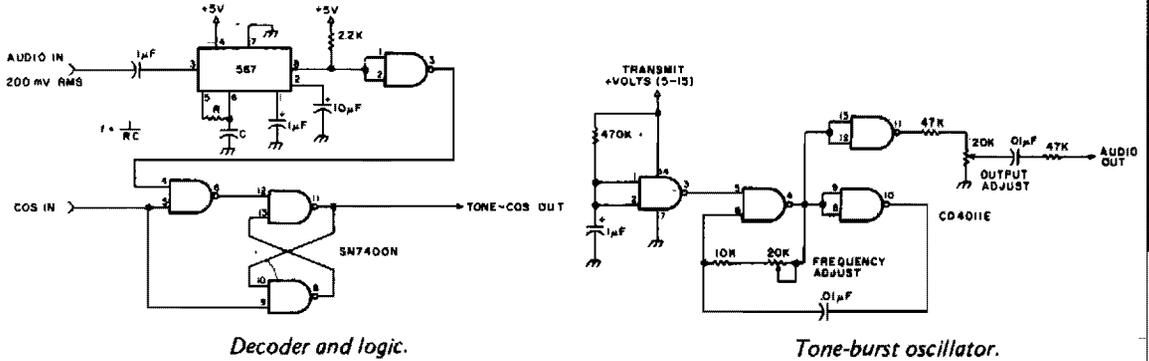 +5V
+5V
4
7
2.2K
AUDIO IN
200 mV RMS
1μF
3
567
8
2
1
2
3
5
6
1
R
C
+
1μF
+
10μF
f = 1/RC
4
5
6
COS IN
12
13
11
TONE-COS OUT
SN7400N
10
9
8
Decoder and logic.
TRANSMIT
+VOLTS (5-15)
470K
1
2
14
3
7
+
1μF
5
6
4
13
12
11
47K
20K
OUTPUT
ADJUST
.01μF
47K
AUDIO
OUT
9
8
10
CD4011E
10K
20K
FREQUENCY
ADJUST
.01μF
Tone-burst oscillator.